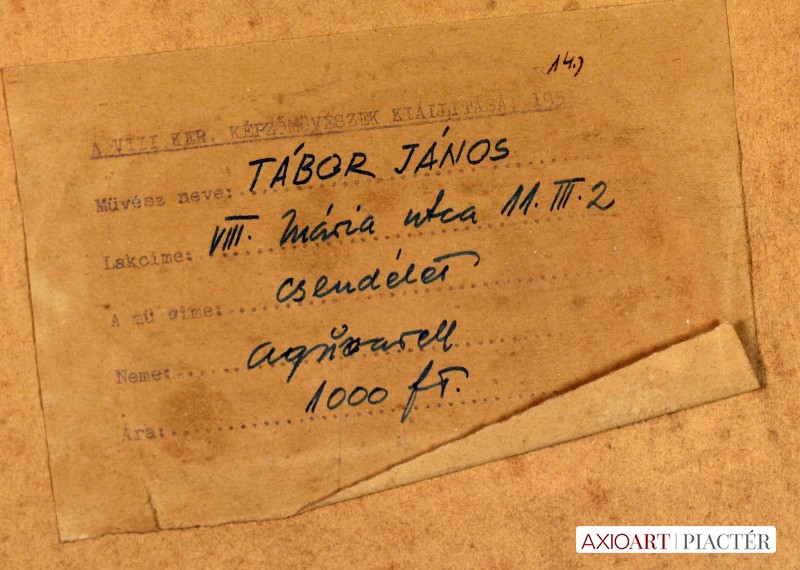 14.)
A VIII KER. KÉPZŐMŰVÉSZEK KIÁLLITÁSA. 195
Művész neve: TÁBOR JÁNOS
Lakcime: VIII. Mária utca 11. III. 2
A mű cime: csendélet
Neme: aquarell
Ára: 1000 fT.
AXIOART | PIACTÉR